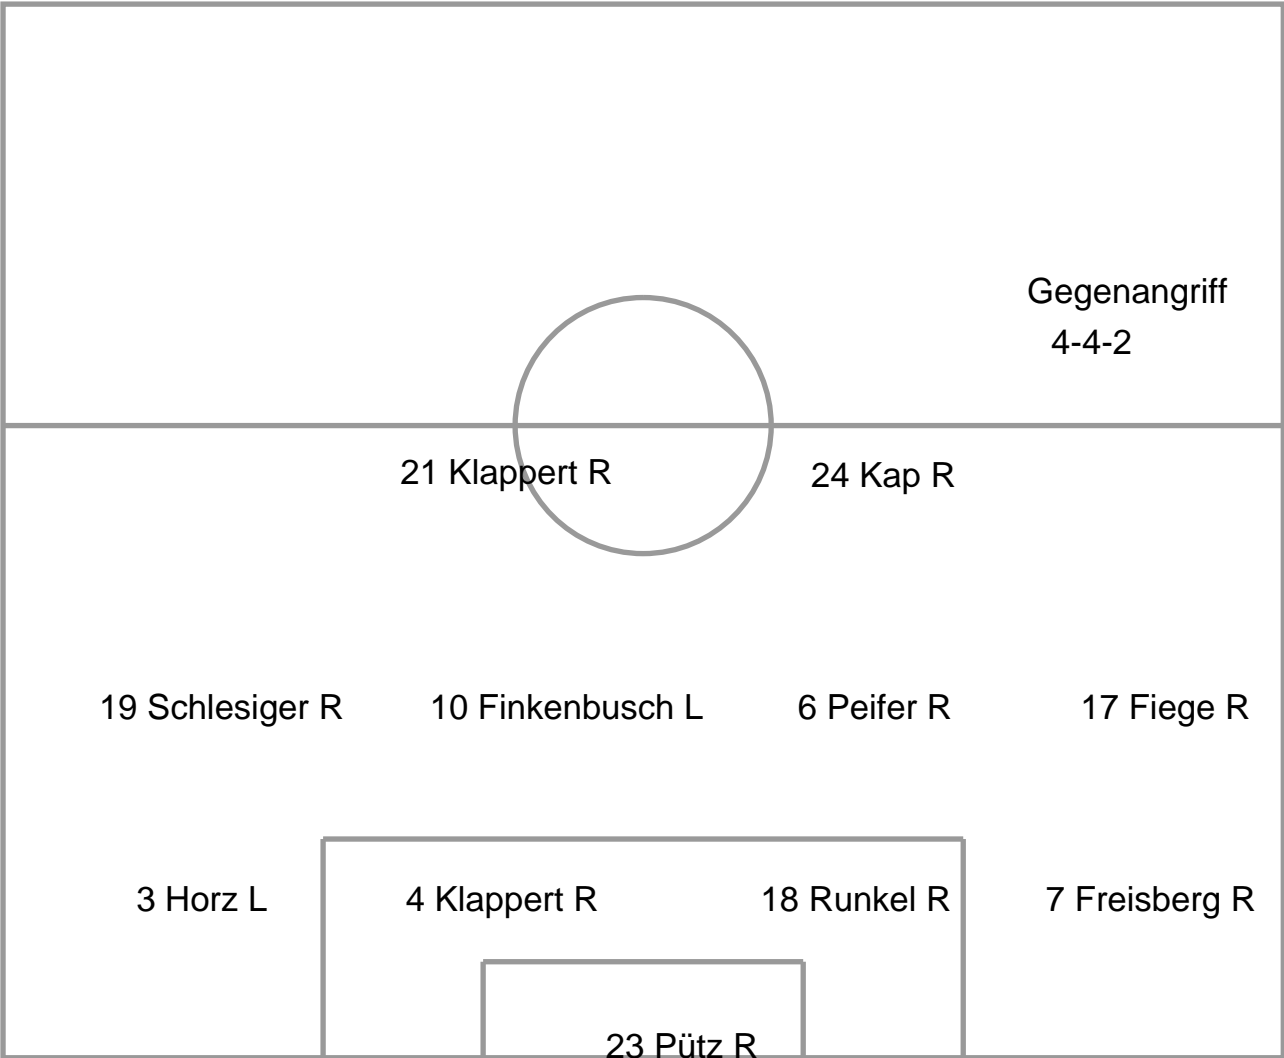 Gegenangriff
4-4-2
21 Klappert R
24 Kap R
19 Schlesiger R
10 Finkenbusch L
6 Peifer R
17 Fiege R
3 Horz L
4 Klappert R
18 Runkel R
7 Freisberg R
23 Pütz R